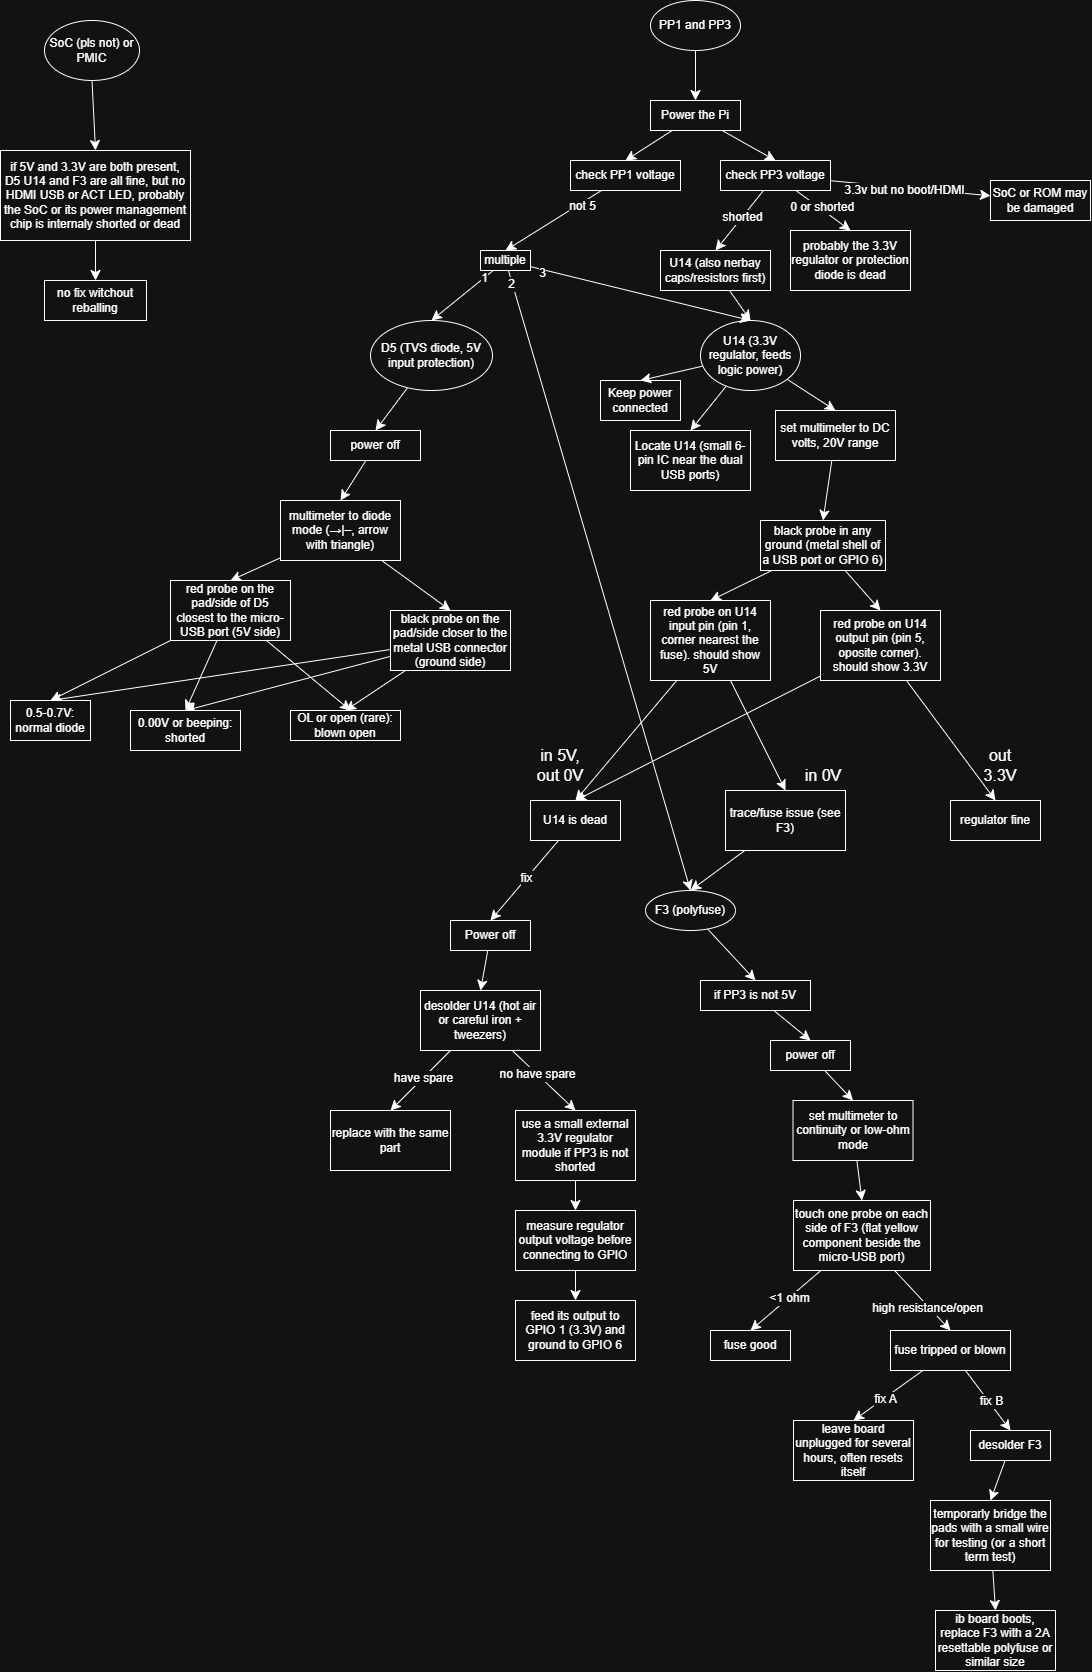 SoC (pls not) or
PMIC
if 5V and 3.3V are both present,
D5 U14 and F3 are all fine, but no
HDMI USB or ACT LED, probably
the SoC or its power management
chip is internaly shorted or dead
no fix witchout
reballing
PP1 and PP3
Power the Pi
check PP1 voltage
check PP3 voltage
3.3v but no boot/HDMI
SoC or ROM may
be damaged
not 5
shorted
0 or shorted
multiple
1
2
3
U14 (also nerbay
caps/resistors first)
probably the 3.3V
regulator or protection
diode is dead
D5 (TVS diode, 5V
input protection)
U14 (3.3V
regulator, feeds
logic power)
Keep power
connected
Locate U14 (small 6-
pin IC near the dual
USB ports)
set multimeter to DC
volts, 20V range
power off
multimeter to diode
mode (→|–, arrow
with triangle)
red probe on the
pad/side of D5
closest to the micro-
USB port (5V side)
black probe on the
pad/side closer to the
metal USB connector
(ground side)
0.5-0.7V:
normal diode
0.00V or beeping:
shorted
OL or open (rare):
blown open
black probe in any
ground (metal shell of
a USB port or GPIO 6)
red probe on U14
input pin (pin 1,
corner nearest the
fuse). should show
5V
red probe on U14
output pin (pin 5,
oposite corner).
should show 3.3V
in 5V,
out 0V
in 0V
out
3.3V
U14 is dead
trace/fuse issue (see
F3)
regulator fine
fix
Power off
desolder U14 (hot air
or careful iron +
tweezers)
have spare
no have spare
replace with the same
part
use a small external
3.3V regulator
module if PP3 is not
shorted
measure regulator
output voltage before
connecting to GPIO
feed its output to
GPIO 1 (3.3V) and
ground to GPIO 6
F3 (polyfuse)
if PP3 is not 5V
power off
set multimeter to
continuity or low-ohm
mode
touch one probe on each
side of F3 (flat yellow
component beside the
micro-USB port)
<1 ohm
high resistance/open
fuse good
fuse tripped or blown
fix A
fix B
leave board
unplugged for several
hours, often resets
itself
desolder F3
temporarly bridge the
pads with a small wire
for testing (or a short
term test)
ib board boots,
replace F3 with a 2A
resettable polyfuse or
similar size